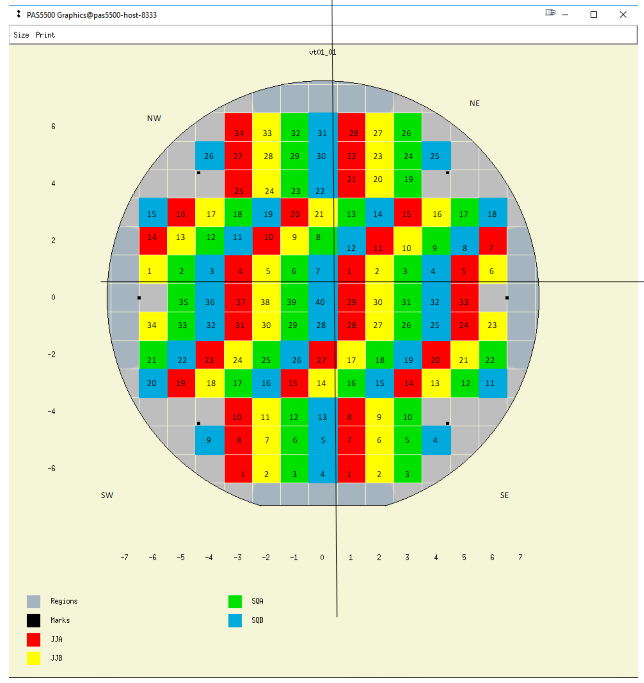 PAS5500 Graphics@pas5500-host-8333
Size Print
vt01_01
NE
NW
6 34 33 32 31 28 27 26
26 27 28 29 30 22 23 24 25
4 25 24 23 22 21 20 19
15 16 17 18 19 20 21 13 14 15 16 17 18
2 14 13 12 11 10 9 8 12 11 10 9 8 7
1 2 3 4 5 6 7 1 2 3 4 5 6
0 35 36 37 38 39 40 29 30 31 32 33
34 33 32 31 30 29 28 28 27 26 25 24 23
-2 21 22 23 24 25 26 27 17 18 19 20 21 22
20 19 18 17 16 15 14 16 15 14 13 12 11
-4 10 11 12 13 8 9 10
9 8 7 6 5 7 6 5 4
-6 1 2 3 4 1 2 3
SW SE
-7 -6 -5 -4 -3 -2 -1 0 1 2 3 4 5 6 7
Regions SQA
Marks SQB
JJA
JJB